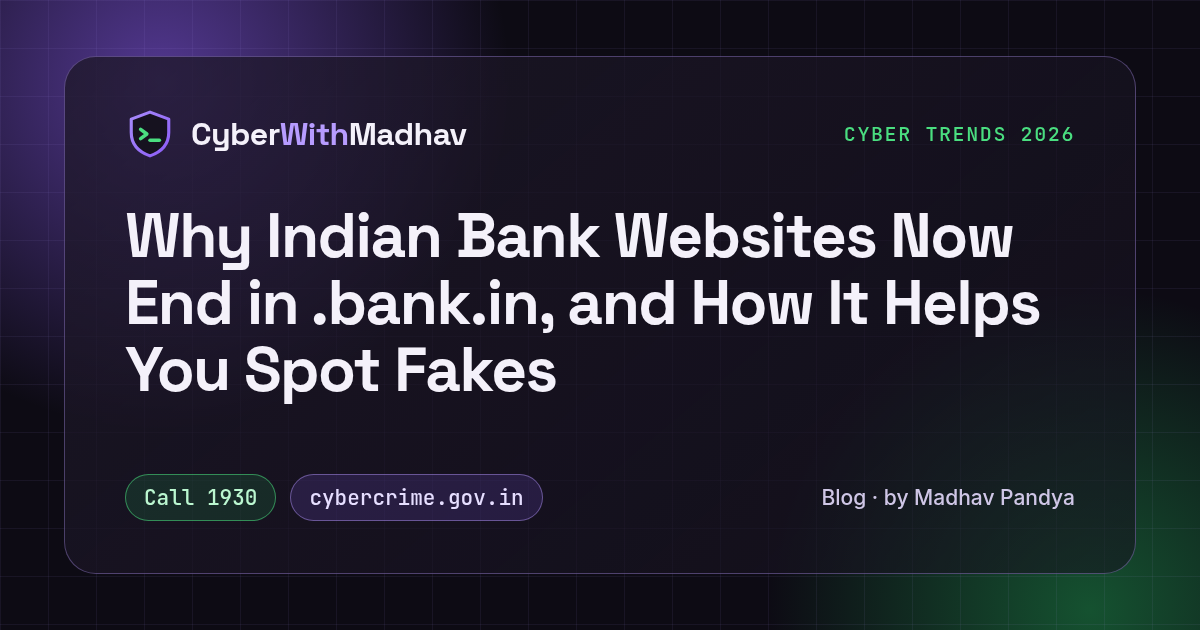 CyberWithMadhav
CYBER TRENDS 2026
Why Indian Bank Websites Now
End in .bank.in, and How It Helps
You Spot Fakes
Call 1930
cybercrime.gov.in
Blog · by Madhav Pandya